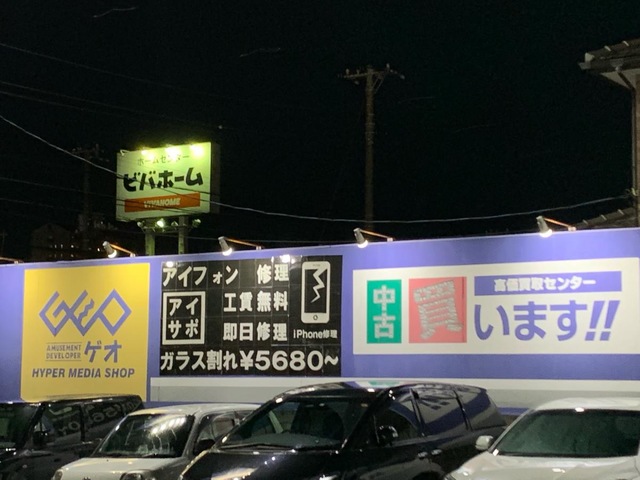 ホームセンター
ビバホーム
VIVAHOME
GEO
AMUSEMENT
DEVELOPER
ゲオ
HYPER MEDIA SHOP
アイフォン 修理
アイ
サポ
工賃無料
即日修理
iPhone修理
ガラス割れ¥5680~
中古
買
います!!
高価買取センター